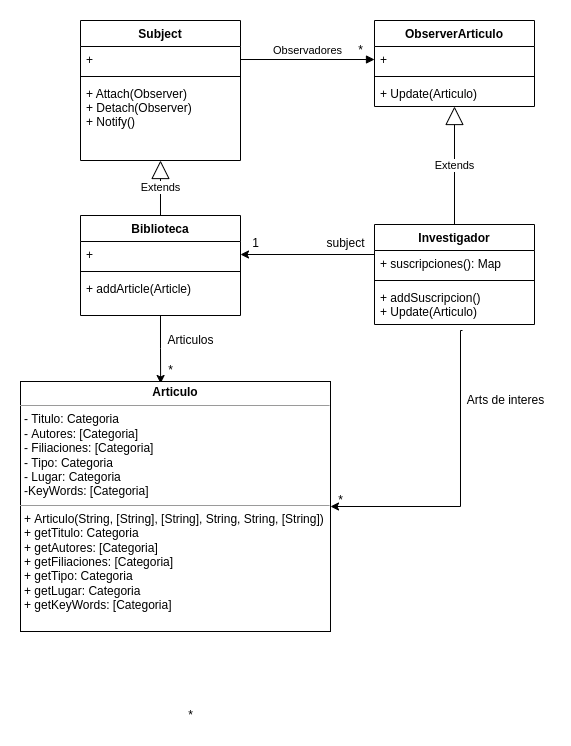 Subject
+
+ Attach(Observer)
+ Detach(Observer)
+ Notify()
Observadores
*
ObserverArticulo
+
+ Update(Articulo)
Extends
Extends
Biblioteca
+
+ addArticle(Article)
1
subject
Investigador
+ suscripciones(): Map
+ addSuscripcion()
+ Update(Articulo)
Articulos
*
Arts de interes
*
Articulo
- Titulo: Categoria
- Autores: [Categoria]
- Filiaciones: [Categoria]
- Tipo: Categoria
- Lugar: Categoria
-KeyWords: [Categoria]
+ Articulo(String, [String], [String], String, String, [String])
+ getTitulo: Categoria
+ getAutores: [Categoria]
+ getFiliaciones: [Categoria]
+ getTipo: Categoria
+ getLugar: Categoria
+ getKeyWords: [Categoria]
*